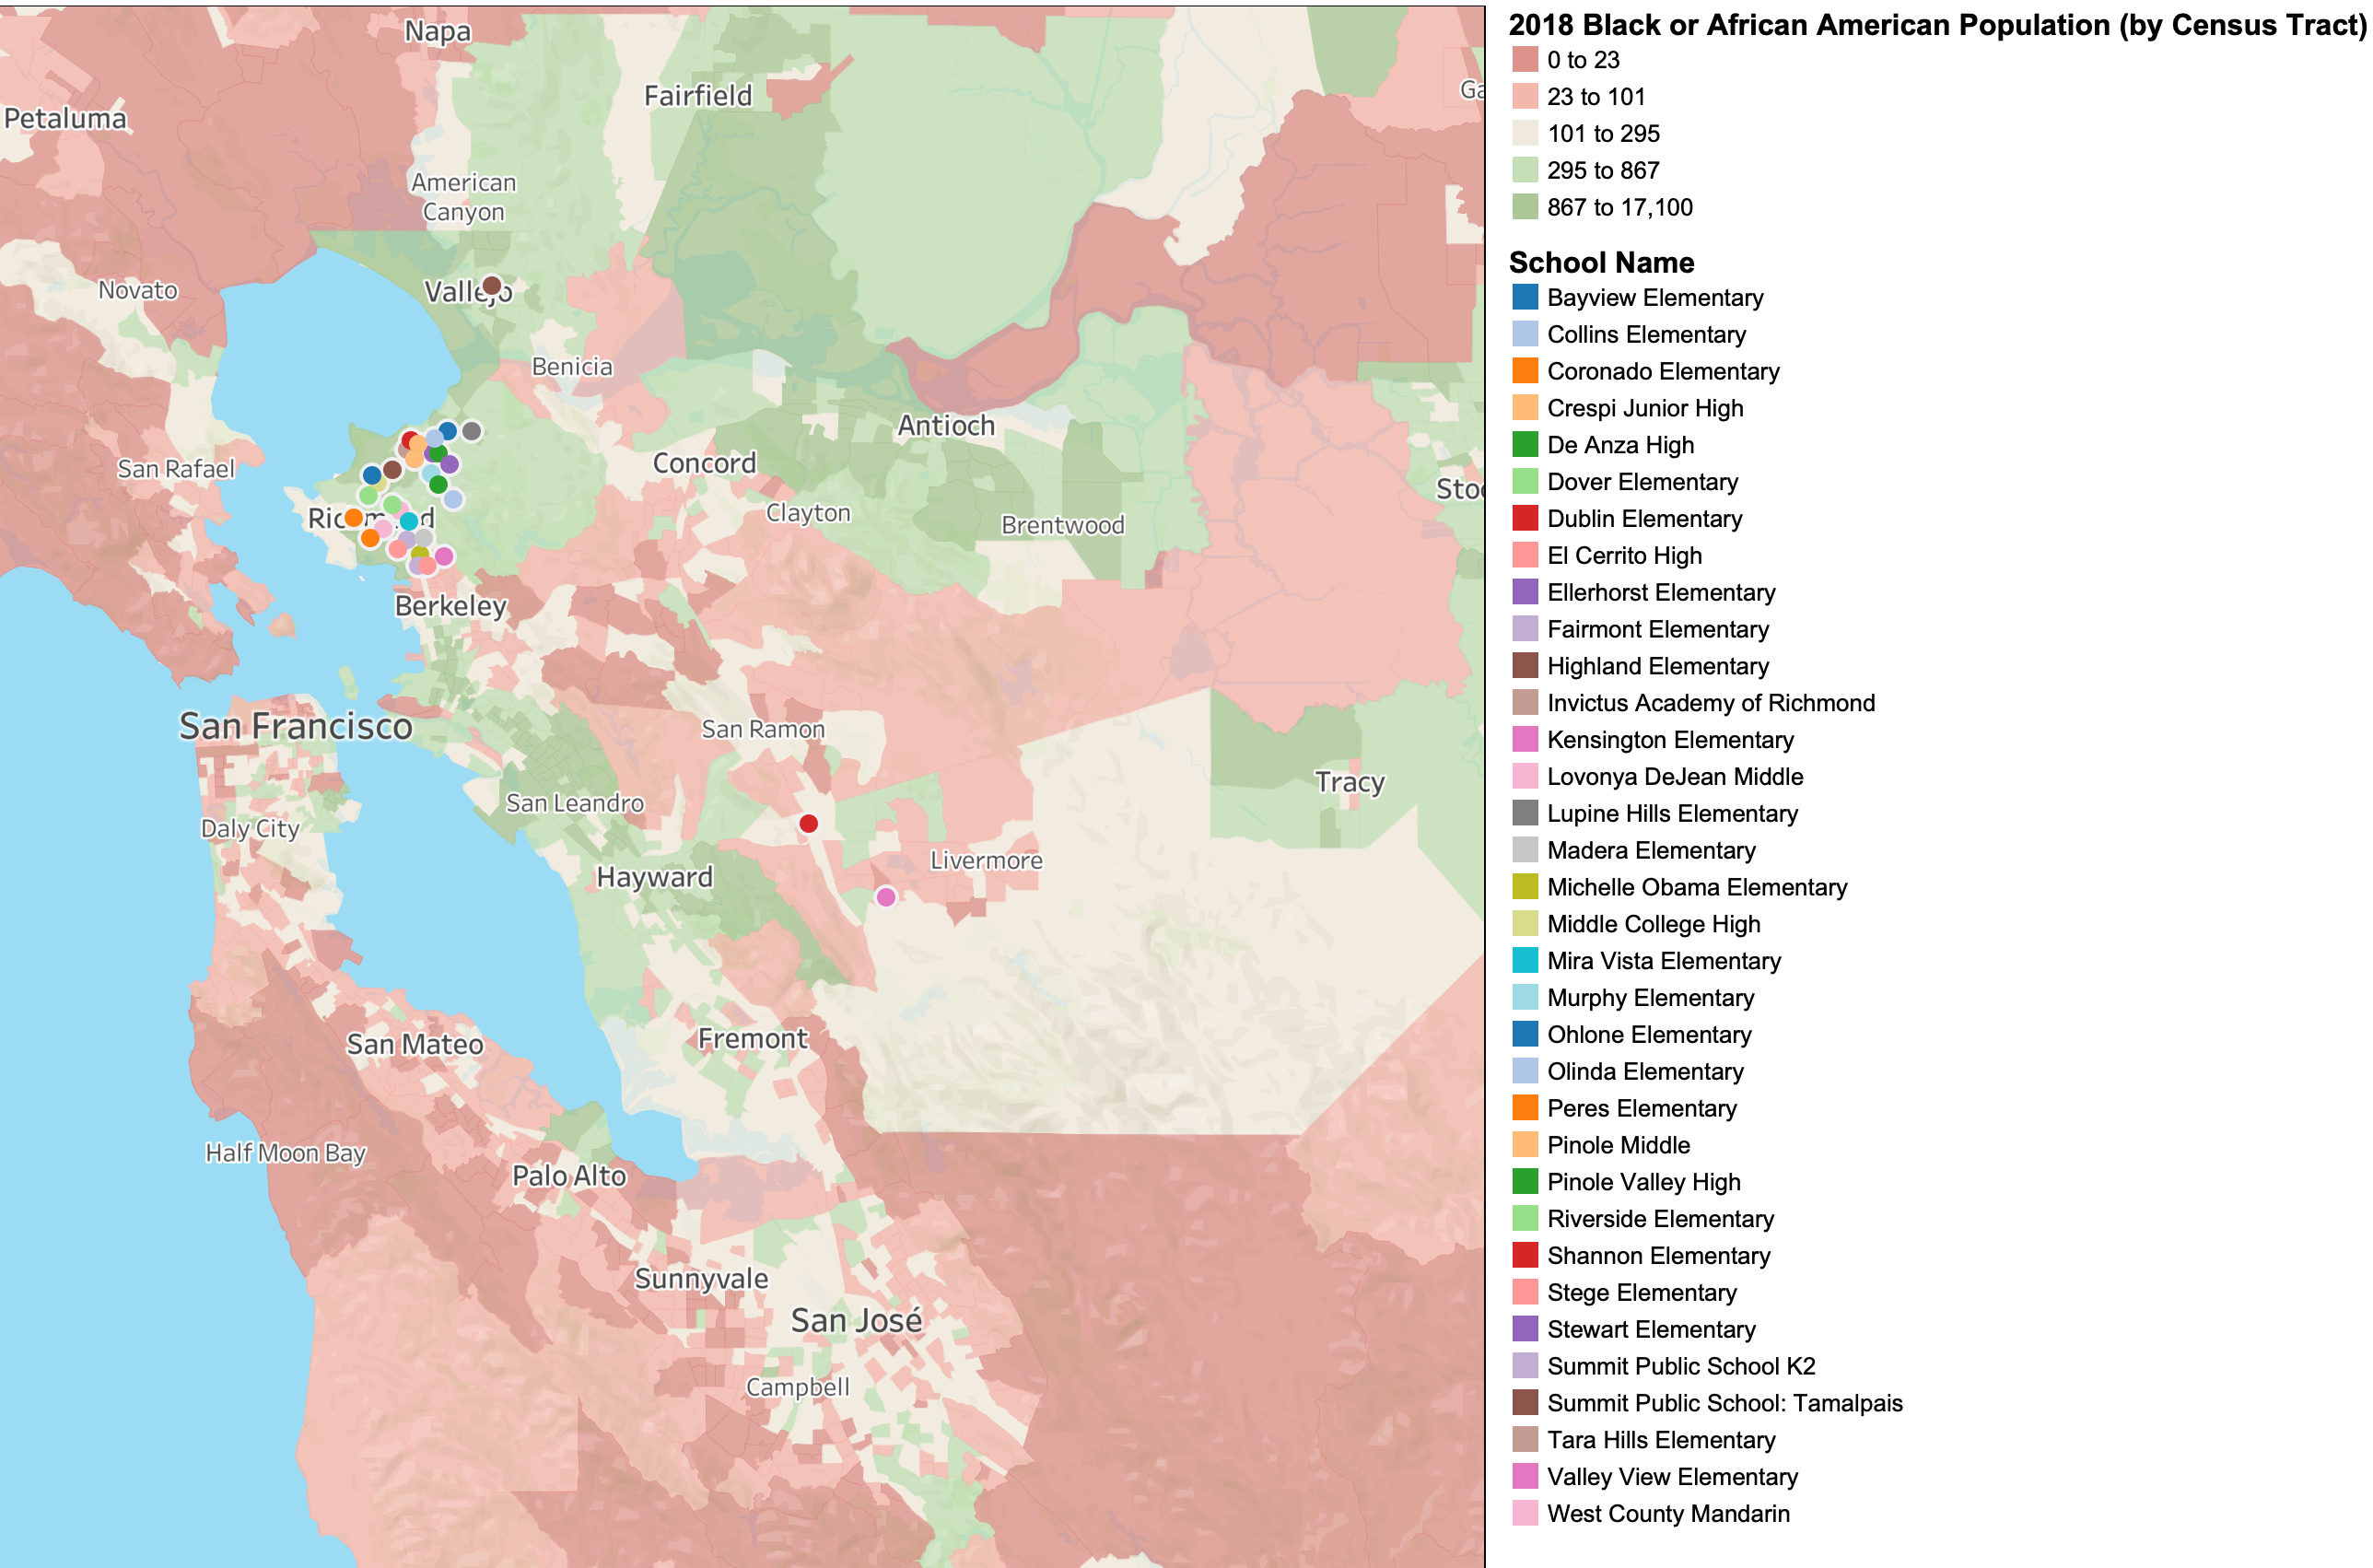 Napa
Fairfield
Petaluma
American
Canyon
Novato
Vallejo
Benicia
Antioch
San Rafael
Concord
Clayton
Brentwood
Richmond
Berkeley
San Francisco
San Ramon
Tracy
San Leandro
Daly City
Livermore
Hayward
Fremont
San Mateo
Half Moon Bay
Palo Alto
Sunnyvale
San José
Campbell
2018 Black or African American Population (by Census Tract)
0 to 23
23 to 101
101 to 295
295 to 867
867 to 17,100
School Name
Bayview Elementary
Collins Elementary
Coronado Elementary
Crespi Junior High
De Anza High
Dover Elementary
Dublin Elementary
El Cerrito High
Ellerhorst Elementary
Fairmont Elementary
Highland Elementary
Invictus Academy of Richmond
Kensington Elementary
Lovonya DeJean Middle
Lupine Hills Elementary
Madera Elementary
Michelle Obama Elementary
Middle College High
Mira Vista Elementary
Murphy Elementary
Ohlone Elementary
Olinda Elementary
Peres Elementary
Pinole Middle
Pinole Valley High
Riverside Elementary
Shannon Elementary
Stege Elementary
Stewart Elementary
Summit Public School K2
Summit Public School: Tamalpais
Tara Hills Elementary
Valley View Elementary
West County Mandarin